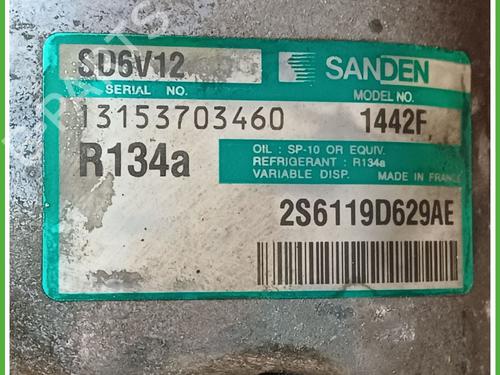 SD6V12
SANDEN
SERIAL NO.
MODEL NO.
13153703460
1442F
R134a
OIL : SP-10 OR EQUIV.
REFRIGERANT : R134a
VARIABLE DISP. MADE IN FRANCE
2S6119D629AE